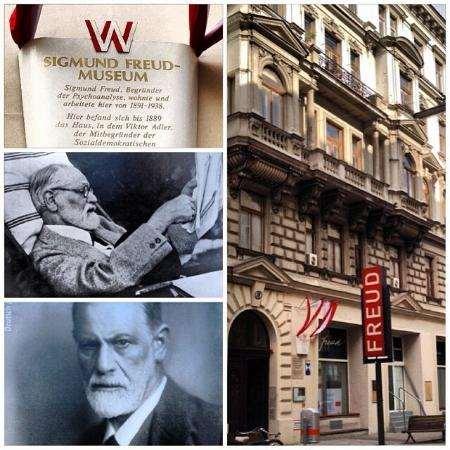 W
SIGMUND FREUD-
MUSEUM
Sigmund Freud, Begründer
der Psychoanalyse, wohnte und
arbeitete hier von 1891-1938.
Hier befand sich bis 1889
das Haus, in dem Viktor Adler,
der Mitbegründer der
Sozialdemokratischen
FREUD
freud